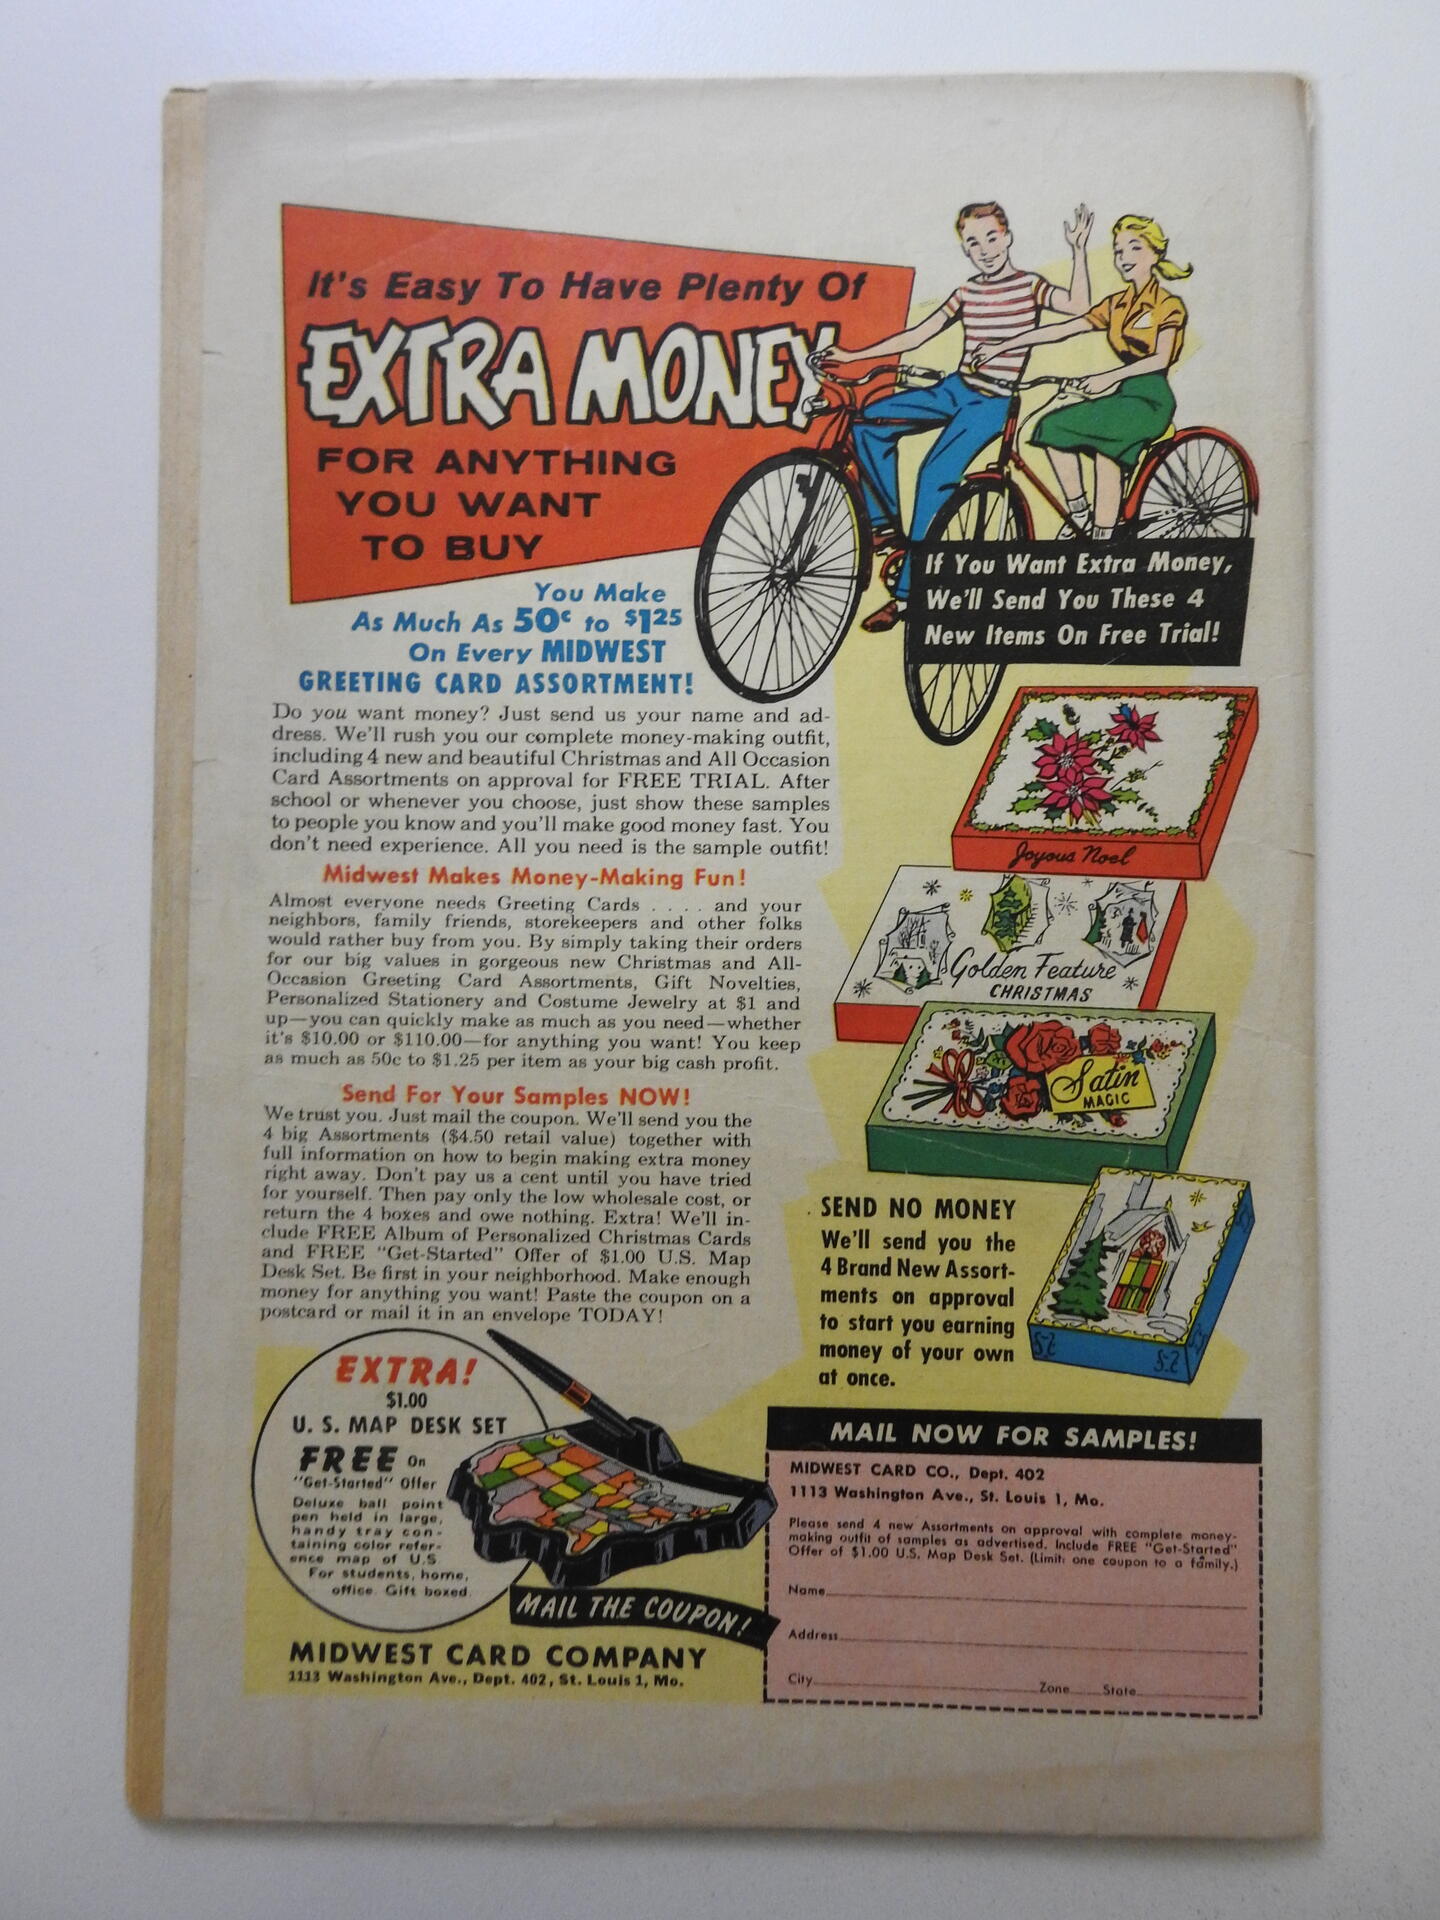 It's Easy To Have Plenty Of
EXTRA MONEY
FOR ANYTHING
YOU WANT
TO BUY
If You Want Extra Money,
We'll Send You These 4
New Items On Free Trial!
You Make
As Much As 50c to $1 25
On Every MIDWEST
GREETING CARD ASSORTMENT!
Do you want money? Just send us your name and ad-
dress. We'll rush you our complete money-making outfit,
including 4 new and beautiful Christmas and All Occasion
Card Assortments on approval for FREE TRIAL. After
school or whenever you choose, just show these samples
to people you know and you'll make good money fast. You
don't need experience. All you need is the sample outfit!
Midwest Makes Money-Making Fun!
Almost everyone needs Greeting Cards . . . . and your
neighbors, family friends, storekeepers and other folks
would rather buy from you. By simply taking their orders
for our big values in gorgeous new Christmas and All-
Occasion Greeting Card Assortments, Gift Novelties,
Personalized Stationery and Costume Jewelry at $1 and
up—you can quickly make as much as you need—whether
it's $10.00 or $110.00—for anything you want! You keep
as much as 50c to $1.25 per item as your big cash profit.
Send For Your Samples NOW!
We trust you. Just mail the coupon. We'll send you the
4 big Assortments ($4.50 retail value) together with
full information on how to begin making extra money
right away. Don't pay us a cent until you have tried
for yourself. Then pay only the low wholesale cost, or
return the 4 boxes and owe nothing. Extra! We'll in-
clude FREE Album of Personalized Christmas Cards
and FREE "Get-Started" Offer of $1.00 U.S. Map
Desk Set. Be first in your neighborhood. Make enough
money for anything you want! Paste the coupon on a
postcard or mail it in an envelope TODAY!
Joyous Noel
Golden Feature
CHRISTMAS
Satin
MAGIC
SEND NO MONEY
We'll send you the
4 Brand New Assort-
ments on approval
to start you earning
money of your own
at once.
EXTRA!
$1.00
U. S. MAP DESK SET
FREE On
"Get-Started" Offer
Deluxe ball point
pen held in large,
handy tray con-
taining color refer-
ence map of U.S
For students, home,
office. Gift boxed.
MAIL THE COUPON!
MIDWEST CARD COMPANY
1113 Washington Ave., Dept. 402, St. Louis 1, Mo.
MAIL NOW FOR SAMPLES!
MIDWEST CARD CO., Dept. 402
1113 Washington Ave., St. Louis 1, Mo.
Please send 4 new Assortments on approval with complete money-
making outfit of samples as advertised. Include FREE "Get-Started"
Offer of $1.00 U.S. Map Desk Set. (Limit: one coupon to a family.)
Name
Address
City Zone State